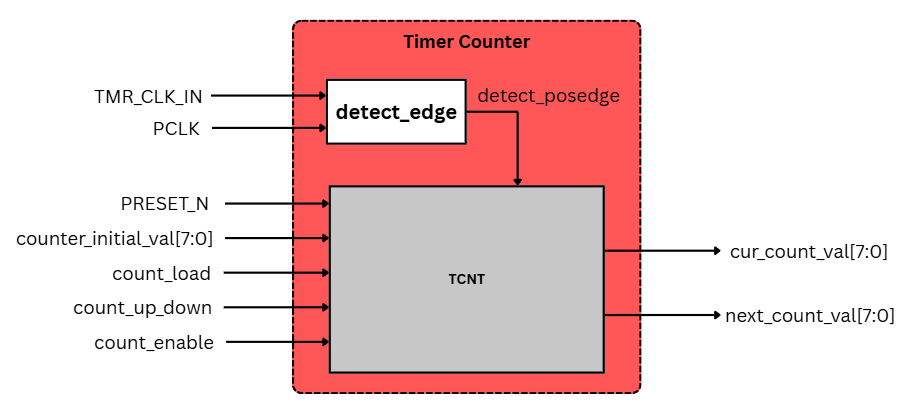 Timer Counter
TMR_CLK_IN
PCLK
detect_edge
detect_posedge
PRESET_N
counter_initial_val[7:0]
count_load
count_up_down
count_enable
TCNT
cur_count_val[7:0]
next_count_val[7:0]